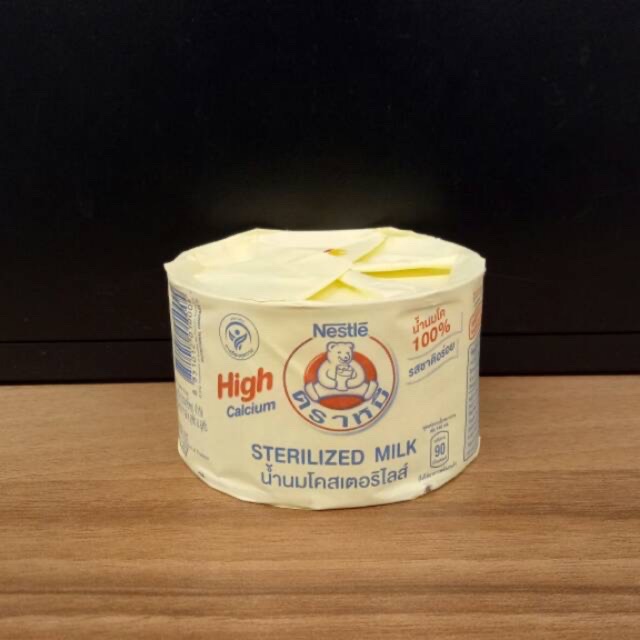 Nestlé
ตราหมี
High
Calcium
น้ำนมโค
100%
รสชาติอร่อย
STERILIZED MILK
น้ำนมโคสเตอริไลส์
90